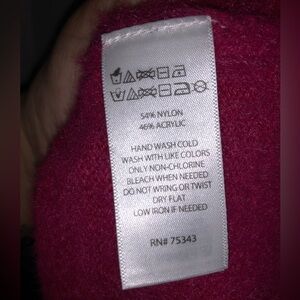 54% NYLON
46% ACRYLIC
HAND WASH COLD
WASH WITH LIKE COLORS
ONLY NON-CHLORINE
BLEACH WHEN NEEDED
DO NOT WRING OR TWIST
DRY FLAT
LOW IRON IF NEEDED
RN# 75343